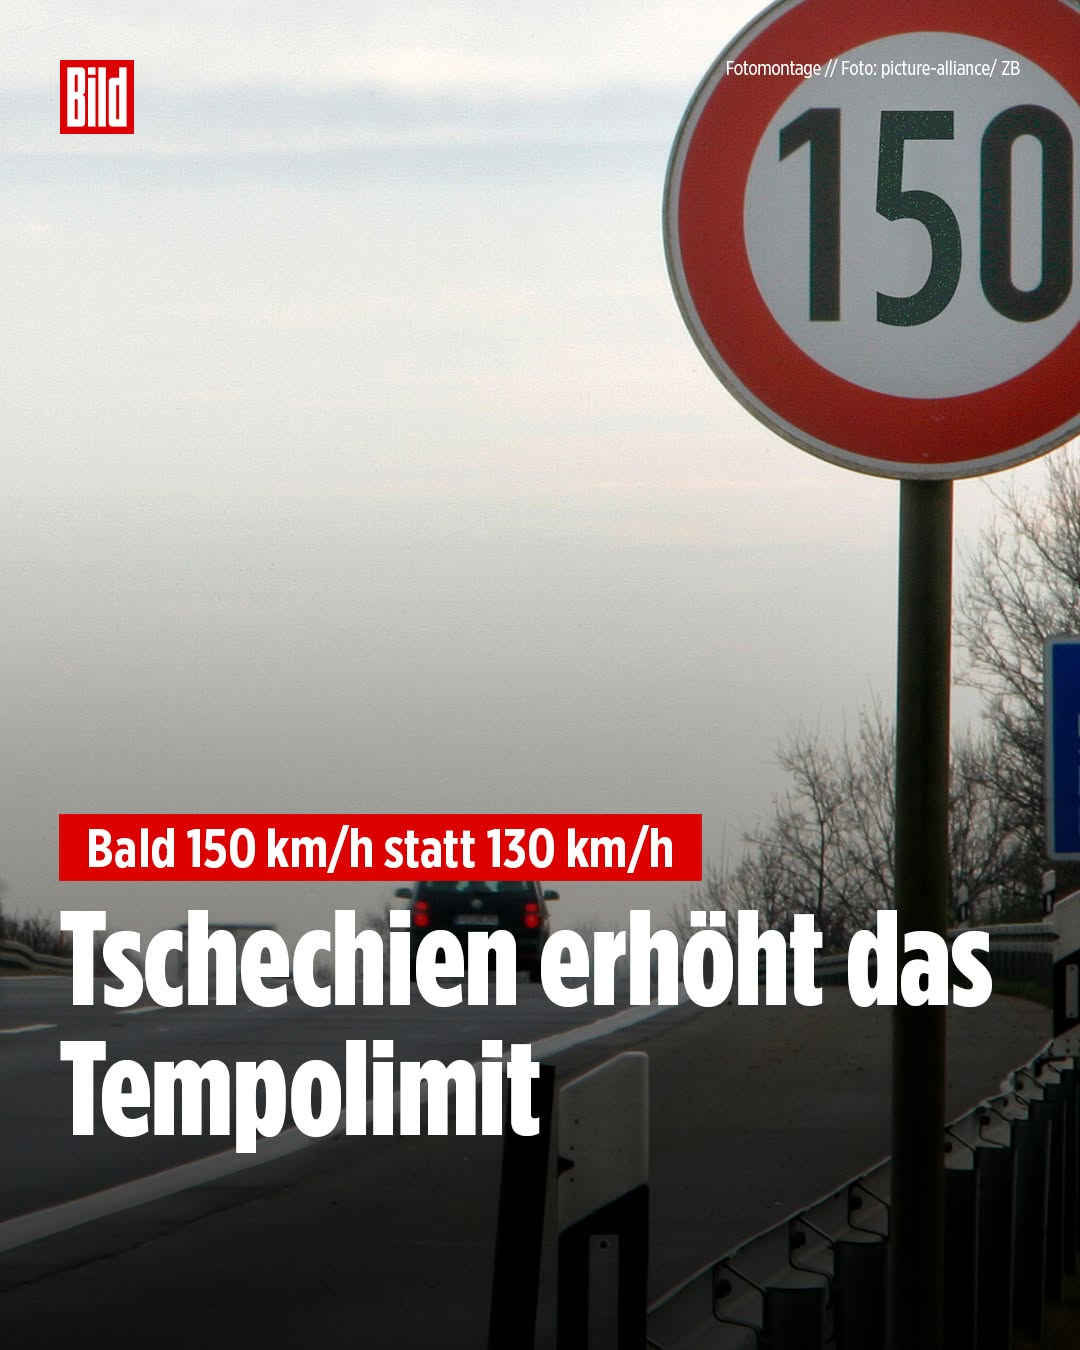 Bild
Fotomontage // Foto: picture-alliance/ ZB
150
Bald 150 km/h statt 130 km/h
Tschechien erhöht das
Tempolimit